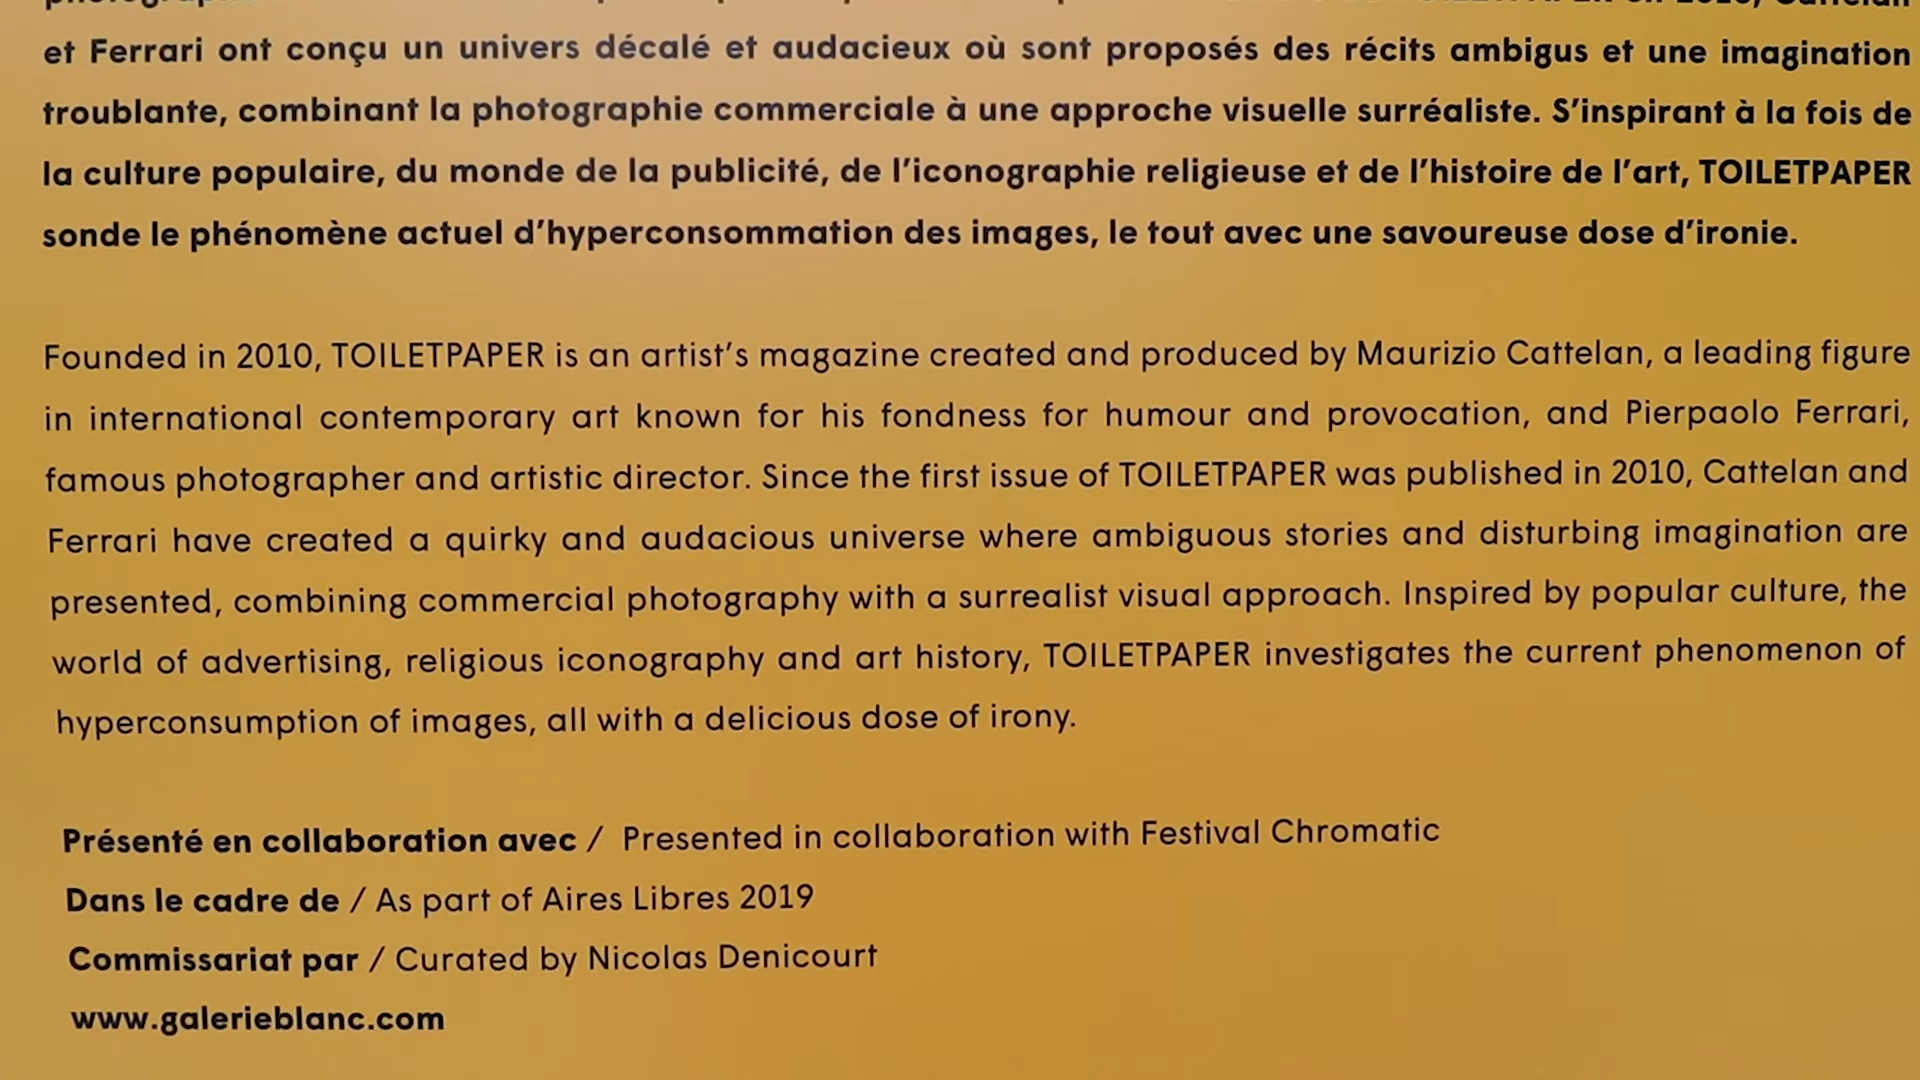 et Ferrari ont conçu un univers décalé et audacieux où sont proposés des récits ambigus et une imagination
troublante, combinant la photographie commerciale à une approche visuelle surréaliste. S’inspirant à la fois de
la culture populaire, du monde de la publicité, de l’iconographie religieuse et de l’histoire de l’art, TOILETPAPER
sonde le phénomène actuel d’hyperconsommation des images, le tout avec une savoureuse dose d’ironie.
Founded in 2010, TOILETPAPER is an artist’s magazine created and produced by Maurizio Cattelan, a leading figure
in international contemporary art known for his fondness for humour and provocation, and Pierpaolo Ferrari,
famous photographer and artistic director. Since the first issue of TOILETPAPER was published in 2010, Cattelan and
Ferrari have created a quirky and audacious universe where ambiguous stories and disturbing imagination are
presented, combining commercial photography with a surrealist visual approach. Inspired by popular culture, the
world of advertising, religious iconography and art history, TOILETPAPER investigates the current phenomenon of
hyperconsumption of images, all with a delicious dose of irony.
Présenté en collaboration avec / Presented in collaboration with Festival Chromatic
Dans le cadre de / As part of Aires Libres 2019
Commissariat par / Curated by Nicolas Denicourt
www.galerieblanc.com